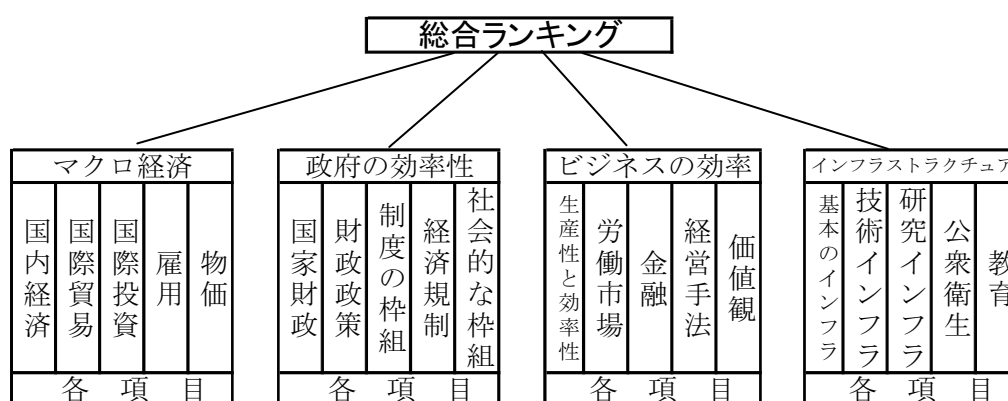 総合ランキング
マクロ経済
国内経済
国際貿易
国際投資
雇用
物価
各項目
政府の効率性
国家財政
財政政策
制度の枠組
経済規制
社会的な枠組
各項目
ビジネスの効率
生産性と効率性
労働市場
金融
経営手法
価値観
各項目
インフラストラクチュア
基本のインフラ
技術インフラ
研究インフラ
公衆衛生
教育
各項目